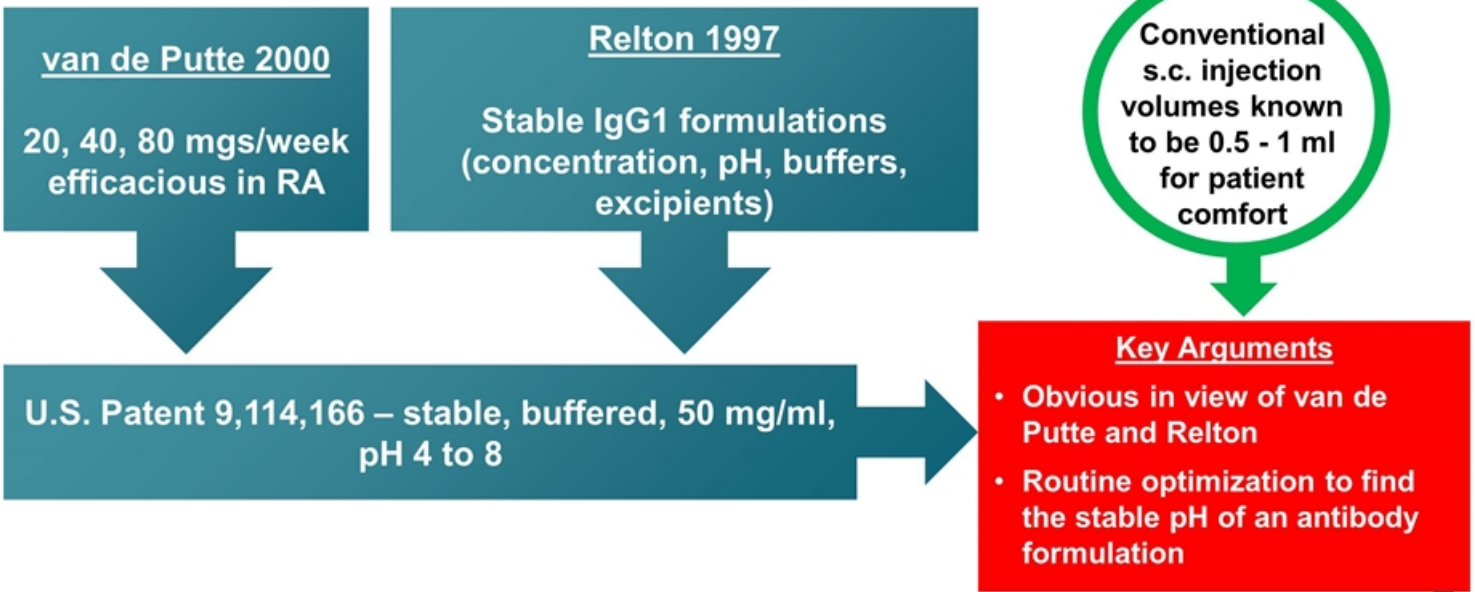 van de Putte 2000
20, 40, 80 mgs/week
efficacious in RA
Relton 1997
Stable IgG1 formulations
(concentration, pH, buffers,
excipients)
Conventional
s.c. injection
volumes known
to be 0.5 - 1 ml
for patient
comfort
U.S. Patent 9,114,166 – stable, buffered, 50 mg/ml,
pH 4 to 8
Key Arguments
• Obvious in view of van de
Putte and Relton
• Routine optimization to find
the stable pH of an antibody
formulation